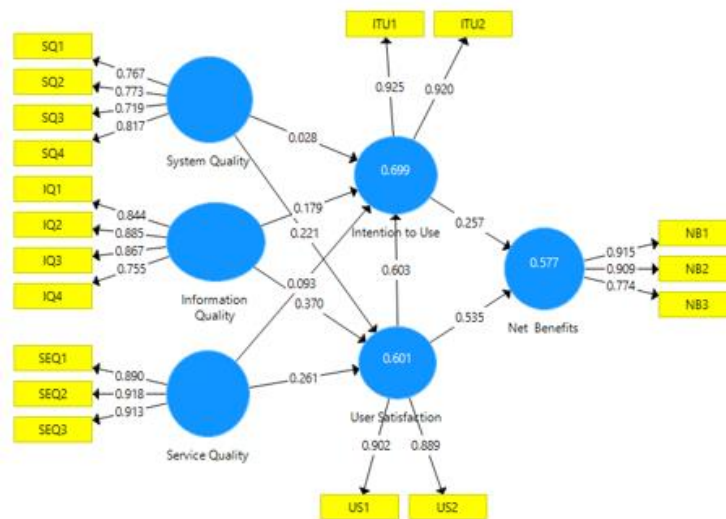 ITU1
ITU2
SQ1
SQ2
SQ3
SQ4
0.767
0.773
0.719
0.817
0.925
0.920
System Quality
0.028
0.699
Intention to Use
IQ1
IQ2
IQ3
IQ4
0.844
0.885
0.867
0.755
Information
Quality
0.179
0.221
0.093
0.370
0.603
0.257
0.535
0.577
Net Benefits
0.915
0.909
0.774
NB1
NB2
NB3
SEQ1
SEQ2
SEQ3
0.890
0.918
0.913
Service Quality
0.261
0.601
User Satisfaction
0.902
0.889
US1
US2